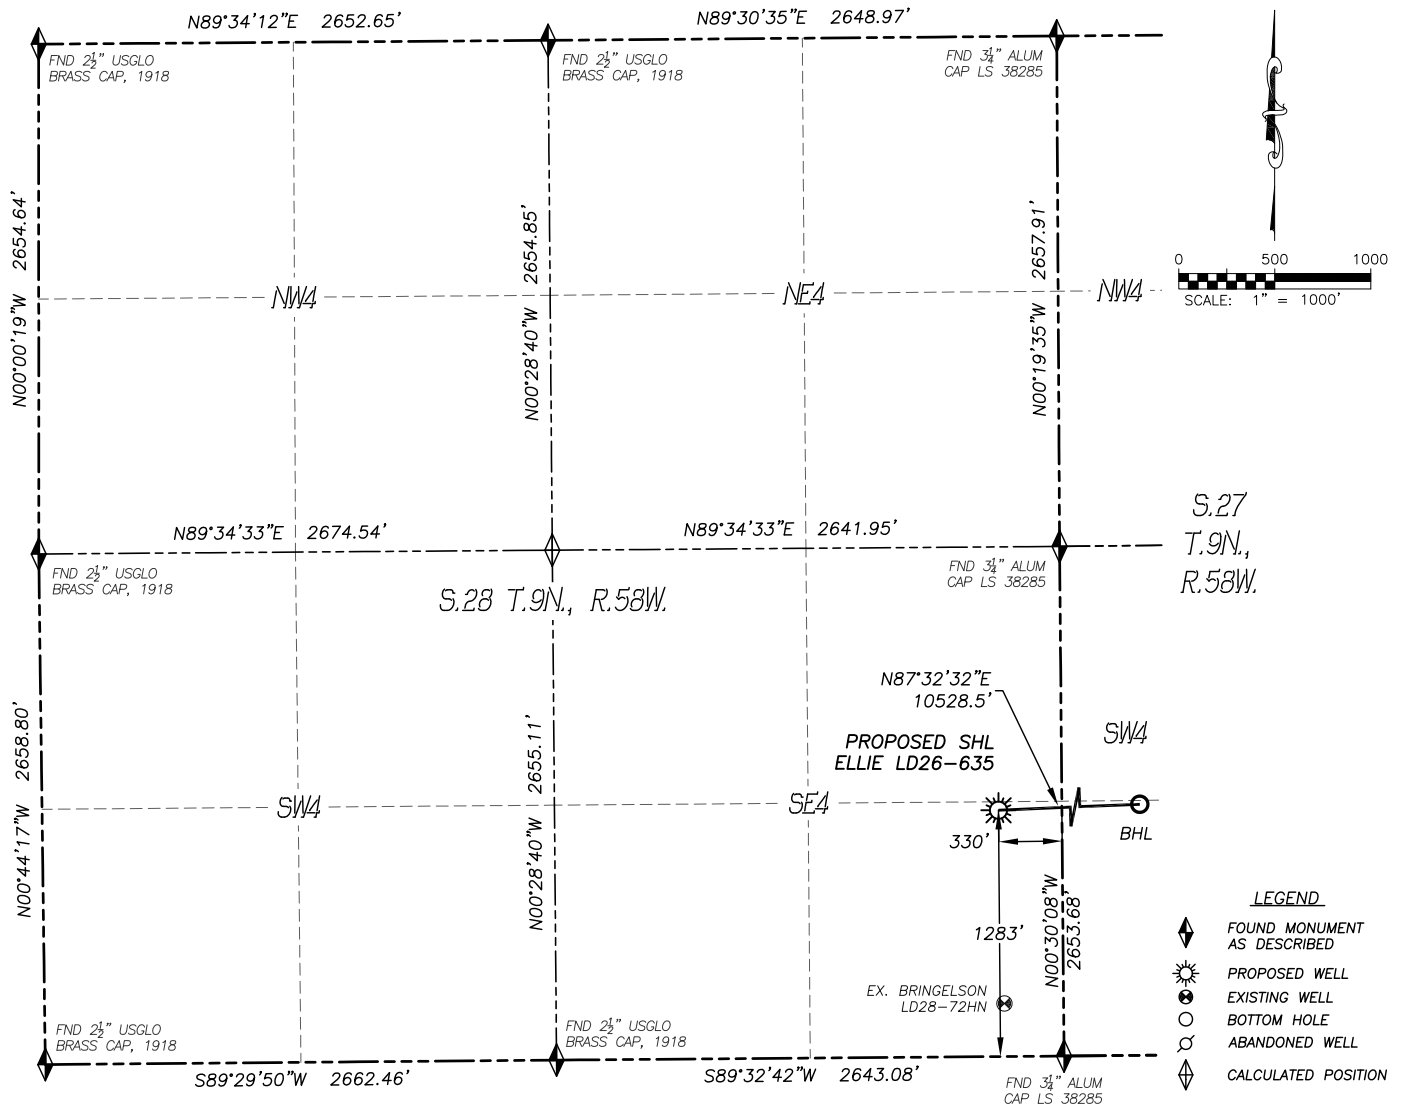 N89°34'12"E 2652.65'
N89°30'35"E 2648.97'
FND 2½" USGLO
BRASS CAP, 1918
FND 2½" USGLO
BRASS CAP, 1918
FND 3¼" ALUM
CAP LS 38285
N00°00'19"W 2654.64'
N00°28'40"W 2654.85'
N00°19'35"W 2657.91'
0 500 1000
SCALE: 1" = 1000'
NW4
NE4
NW4
N89°34'33"E 2674.54'
N89°34'33"E 2641.95'
S.27
T.9N.,
R.58W.
FND 2½" USGLO
BRASS CAP, 1918
FND 3¼" ALUM
CAP LS 38285
S.28 T.9N., R.58W.
N87°32'32"E
10528.5'
PROPOSED SHL
ELLIE LD26-635
SW4
N00°44'17"W 2658.80'
N00°28'40"W 2655.11'
SW4
SE4
BHL
330'
1283'
N00°30'08"W
2653.68'
EX. BRINGELSON
LD28-72HN
FND 2½" USGLO
BRASS CAP, 1918
FND 2½" USGLO
BRASS CAP, 1918
S89°29'50"W 2662.46'
S89°32'42"W 2643.08'
FND 3¼" ALUM
CAP LS 38285
LEGEND
FOUND MONUMENT
AS DESCRIBED
PROPOSED WELL
EXISTING WELL
BOTTOM HOLE
ABANDONED WELL
CALCULATED POSITION